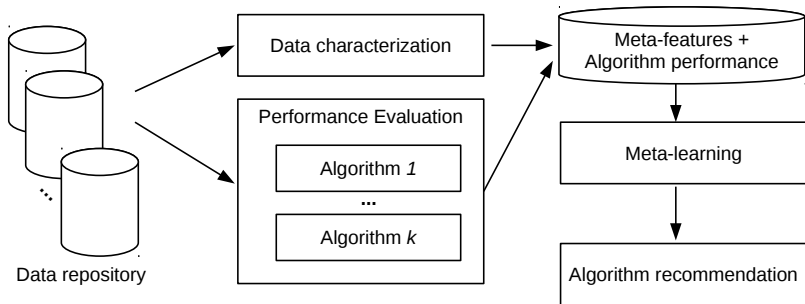 Data characterization
Meta-features +
Algorithm performance
Performance Evaluation
Algorithm 1
...
Algorithm k
Meta-learning
...
Data repository
Algorithm recommendation